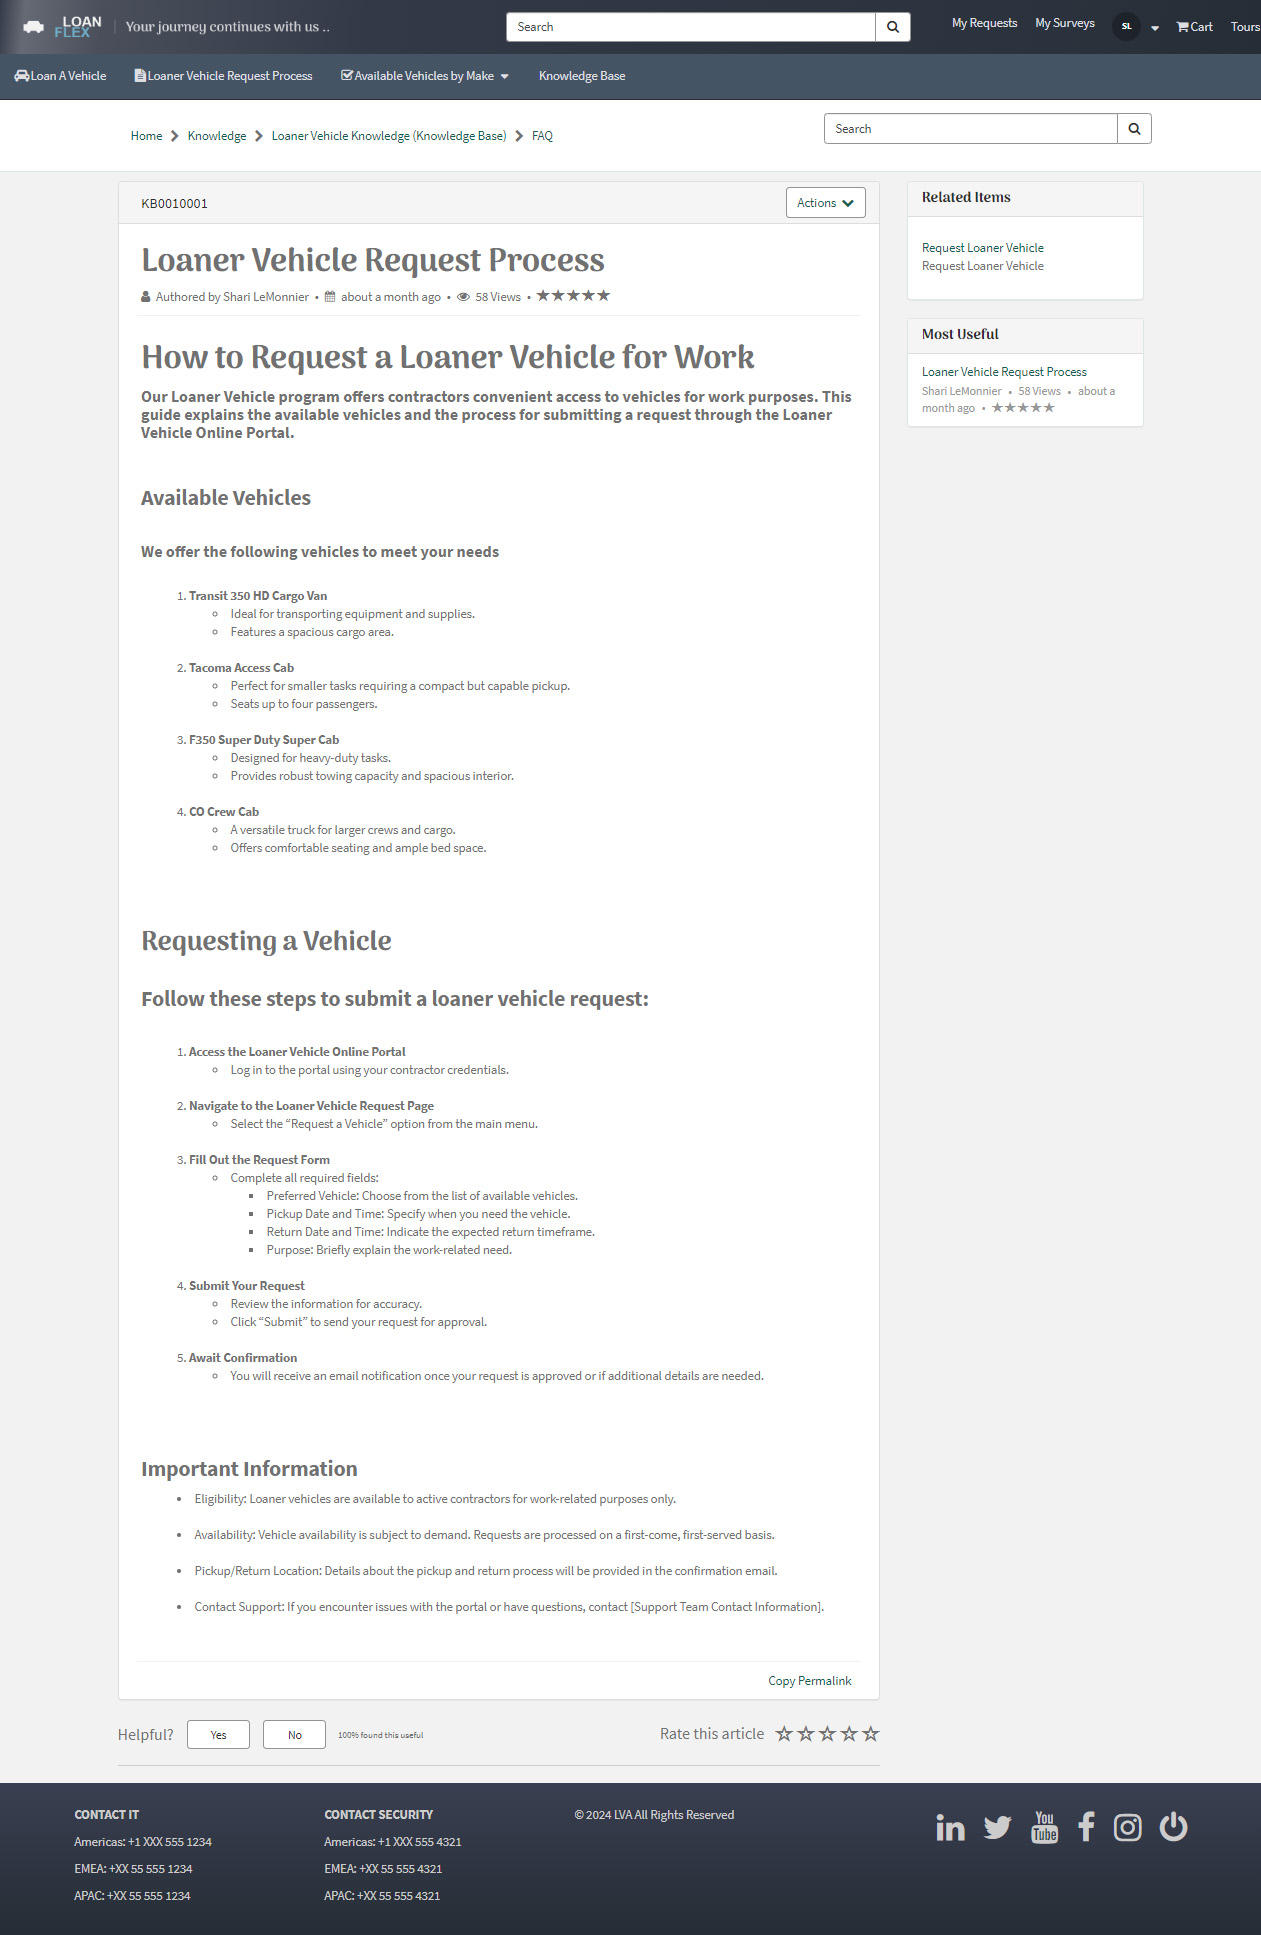 LOAN
FLEX
Your journey continues with us ..
Search
My Requests
My Surveys
SL
Cart
Tours
Loan A Vehicle
Loaner Vehicle Request Process
Available Vehicles by Make
Knowledge Base
Home
Knowledge
Loaner Vehicle Knowledge (Knowledge Base)
FAQ
Search
KB0010001
Actions
Loaner Vehicle Request Process
Authored by Shari LeMonnier • about a month ago • 58 Views •
How to Request a Loaner Vehicle for Work
Our Loaner Vehicle program offers contractors convenient access to vehicles for work purposes. This
guide explains the available vehicles and the process for submitting a request through the Loaner
Vehicle Online Portal.
Available Vehicles
We offer the following vehicles to meet your needs
1. Transit 350 HD Cargo Van
Ideal for transporting equipment and supplies.
Features a spacious cargo area.
2. Tacoma Access Cab
Perfect for smaller tasks requiring a compact but capable pickup.
Seats up to four passengers.
3. F350 Super Duty Super Cab
Designed for heavy-duty tasks.
Provides robust towing capacity and spacious interior.
4. CO Crew Cab
A versatile truck for larger crews and cargo.
Offers comfortable seating and ample bed space.
Requesting a Vehicle
Follow these steps to submit a loaner vehicle request:
1. Access the Loaner Vehicle Online Portal
Log in to the portal using your contractor credentials.
2. Navigate to the Loaner Vehicle Request Page
Select the “Request a Vehicle” option from the main menu.
3. Fill Out the Request Form
Complete all required fields:
Preferred Vehicle: Choose from the list of available vehicles.
Pickup Date and Time: Specify when you need the vehicle.
Return Date and Time: Indicate the expected return timeframe.
Purpose: Briefly explain the work-related need.
4. Submit Your Request
Review the information for accuracy.
Click “Submit” to send your request for approval.
5. Await Confirmation
You will receive an email notification once your request is approved or if additional details are needed.
Important Information
Eligibility: Loaner vehicles are available to active contractors for work-related purposes only.
Availability: Vehicle availability is subject to demand. Requests are processed on a first-come, first-served basis.
Pickup/Return Location: Details about the pickup and return process will be provided in the confirmation email.
Contact Support: If you encounter issues with the portal or have questions, contact [Support Team Contact Information].
Copy Permalink
Helpful?
Yes
No
100% found this useful
Rate this article
Related Items
Request Loaner Vehicle
Request Loaner Vehicle
Most Useful
Loaner Vehicle Request Process
Shari LeMonnier • 58 Views • about a
month ago •
CONTACT IT
Americas: +1 XXX 555 1234
EMEA: +XX 55 555 1234
APAC: +XX 55 555 1234
CONTACT SECURITY
Americas: +1 XXX 555 4321
EMEA: +XX 55 555 4321
APAC: +XX 55 555 4321
© 2024 LVA All Rights Reserved
in
You
Tube
f